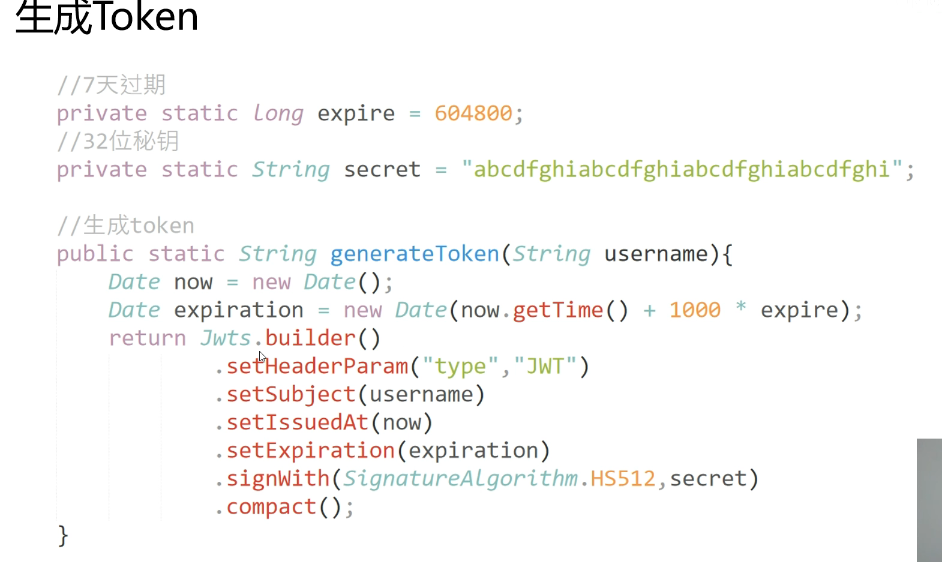 生成Token
//7天过期
private static long expire = 604800;
//32位秘钥
private static String secret = "abcdfghiabcdfghiabcdfghiabcdfghi";
//生成token
public static String generateToken(String username){
Date now = new Date();
Date expiration = new Date(now.getTime() + 1000 * expire);
return Jwts.builder()
.setHeaderParam("type","JWT")
.setSubject(username)
.setIssuedAt(now)
.setExpiration(expiration)
.signWith(SignatureAlgorithm.HS512,secret)
.compact();
}